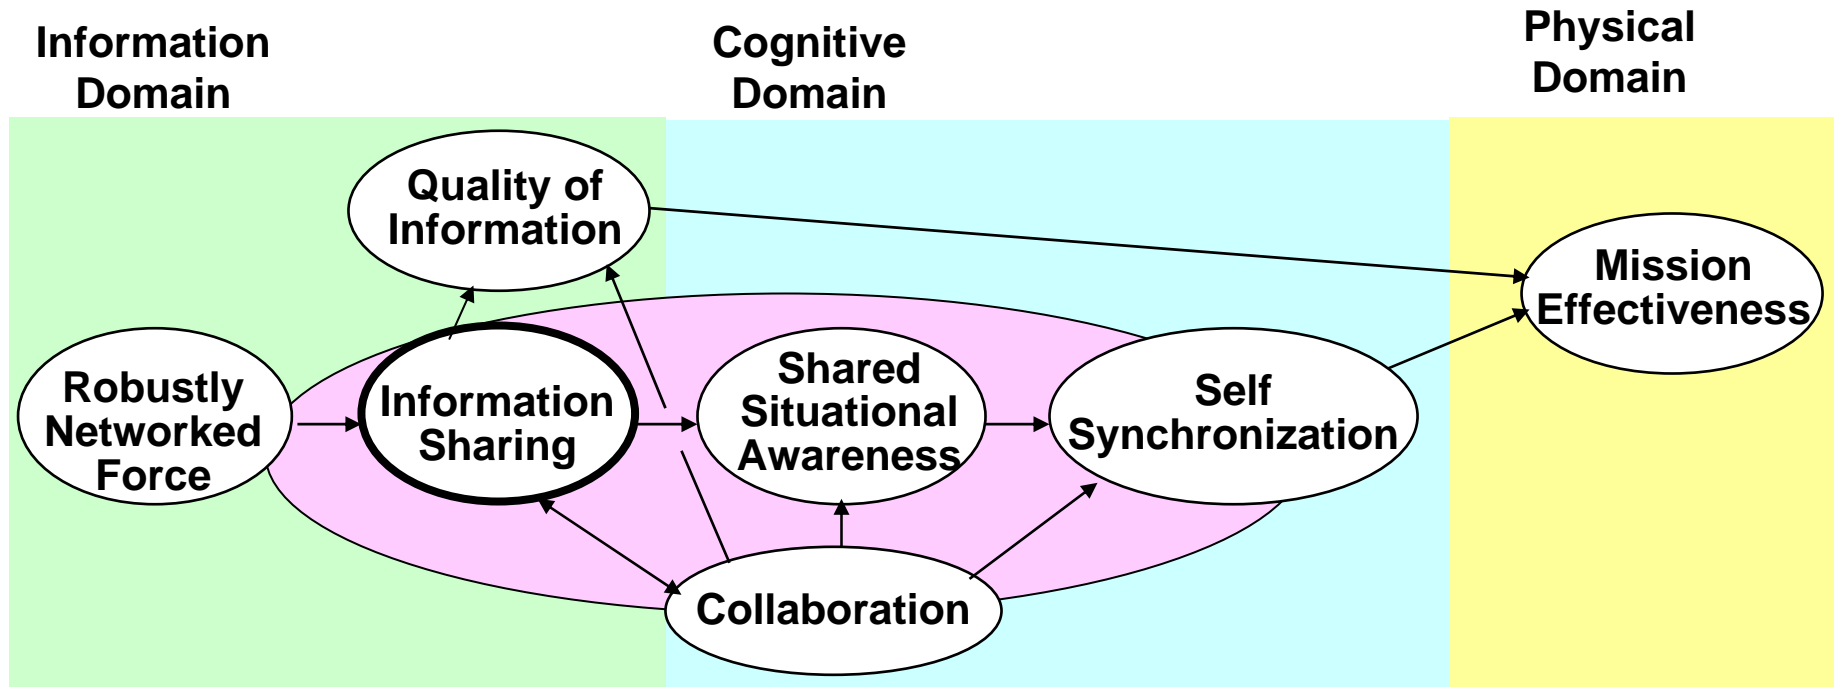 Information
Domain
Cognitive
Domain
Physical
Domain
Quality of
Information
Mission
Effectiveness
Robustly
Networked
Force
Information
Sharing
Shared
Situational
Awareness
Self
Synchronization
Collaboration